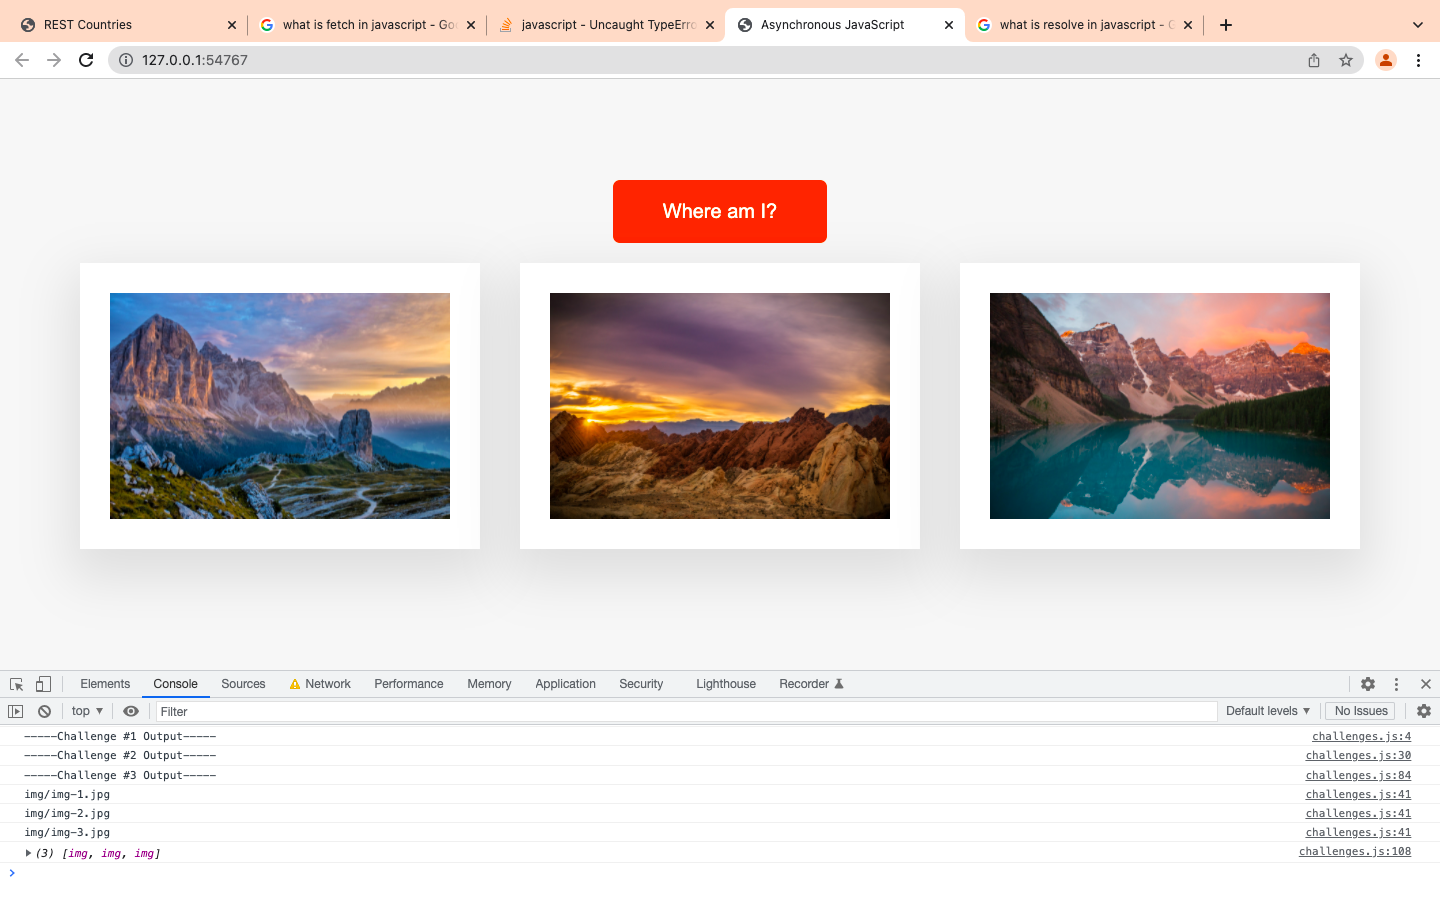 REST Countries
what is fetch in javascript - Goo
javascript - Uncaught TypeErro
Asynchronous JavaScript
what is resolve in javascript - G
127.0.0.1:54767
Where am I?
Elements Console Sources Network Performance Memory Application Security Lighthouse Recorder
top Filter Default levels No Issues
-----Challenge #1 Output----- challenges.js:4
-----Challenge #2 Output----- challenges.js:30
-----Challenge #3 Output----- challenges.js:84
img/img-1.jpg challenges.js:41
img/img-2.jpg challenges.js:41
img/img-3.jpg challenges.js:41
(3) [img, img, img] challenges.js:108